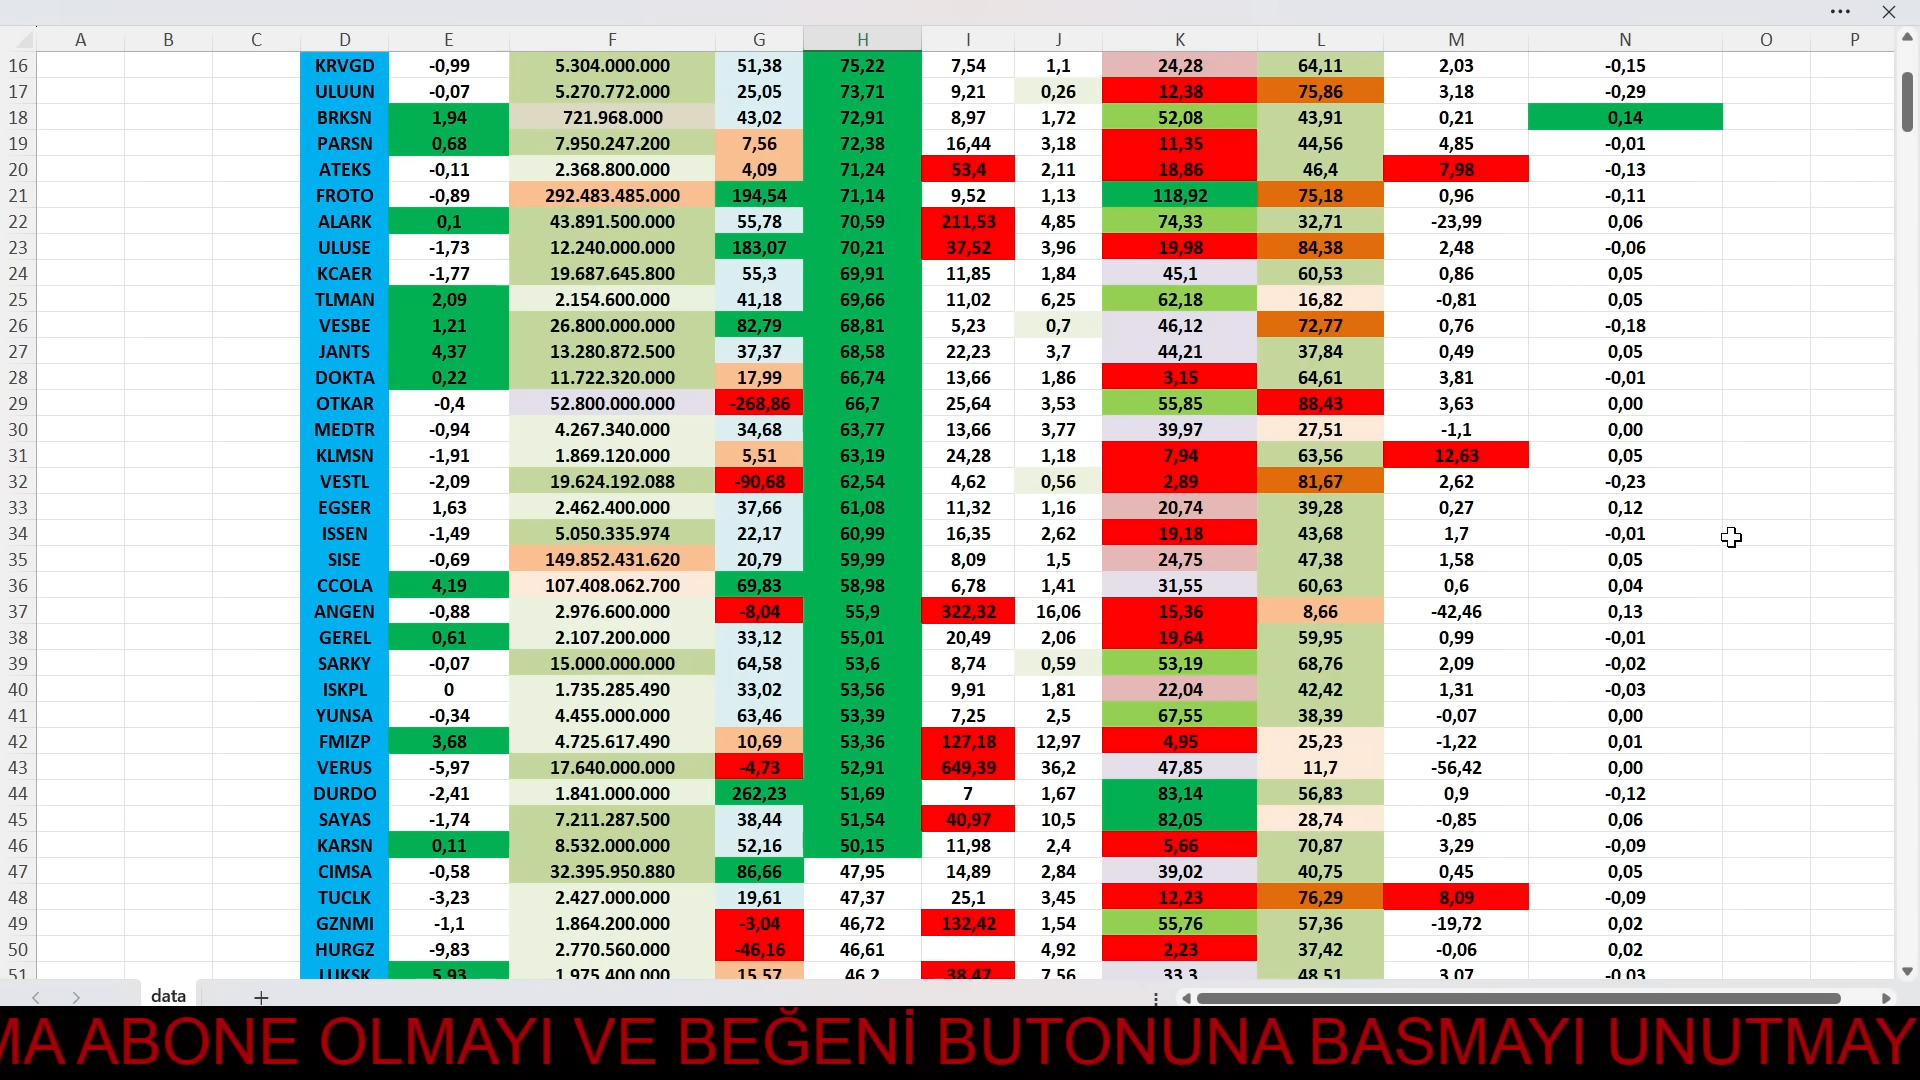 A B C D E F G H I J K L M N O P
16 KRVGD -0,99 5.304.000.000 51,38 75,22 7,54 1,1 24,28 64,11 2,03 -0,15
17 ULUUN -0,07 5.270.772.000 25,05 73,71 9,21 0,26 12,38 75,86 3,18 -0,29
18 BRKSN 1,94 721.968.000 43,02 72,91 8,97 1,72 52,08 43,91 0,21 0,14
19 PARSN 0,68 7.950.247.200 7,56 72,38 16,44 3,18 11,35 44,56 4,85 -0,01
20 ATEKS -0,11 2.368.800.000 4,09 71,24 53,4 2,11 18,86 46,4 7,98 -0,13
21 FROTO -0,89 292.483.485.000 194,54 71,14 9,52 1,13 118,92 75,18 0,96 -0,11
22 ALARK 0,1 43.891.500.000 55,78 70,59 211,53 4,85 74,33 32,71 -23,99 0,06
23 ULUSE -1,73 12.240.000.000 183,07 70,21 37,52 3,96 19,98 84,38 2,48 -0,06
24 KCAER -1,77 19.687.645.800 55,3 69,91 11,85 1,84 45,1 60,53 0,86 0,05
25 TLMAN 2,09 2.154.600.000 41,18 69,66 11,02 6,25 62,18 16,82 -0,81 0,05
26 VESBE 1,21 26.800.000.000 82,79 68,81 5,23 0,7 46,12 72,77 0,76 -0,18
27 JANTS 4,37 13.280.872.500 37,37 68,58 22,23 3,7 44,21 37,84 0,49 0,05
28 DOKTA 0,22 11.722.320.000 17,99 66,74 13,66 1,86 3,15 64,61 3,81 -0,01
29 OTKAR -0,4 52.800.000.000 -268,86 66,7 25,64 3,53 55,85 88,43 3,63 0,00
30 MEDTR -0,94 4.267.340.000 34,68 63,77 13,66 3,77 39,97 27,51 -1,1 0,00
31 KLMSN -1,91 1.869.120.000 5,51 63,19 24,28 1,18 7,94 63,56 12,63 0,05
32 VESTL -2,09 19.624.192.088 -90,68 62,54 4,62 0,56 2,89 81,67 2,62 -0,23
33 EGSER 1,63 2.462.400.000 37,66 61,08 11,32 1,16 20,74 39,28 0,27 0,12
34 ISSEN -1,49 5.050.335.974 22,17 60,99 16,35 2,62 19,18 43,68 1,7 -0,01
35 SISE -0,69 149.852.431.620 20,79 59,99 8,09 1,5 24,75 47,38 1,58 0,05
36 CCOLA 4,19 107.408.062.700 69,83 58,98 6,78 1,41 31,55 60,63 0,6 0,04
37 ANGEN -0,88 2.976.600.000 -8,04 55,9 322,32 16,06 15,36 8,66 -42,46 0,13
38 GEREL 0,61 2.107.200.000 33,12 55,01 20,49 2,06 19,64 59,95 0,99 -0,01
39 SARKY -0,07 15.000.000.000 64,58 53,6 8,74 0,59 53,19 68,76 2,09 -0,02
40 ISKPL 0 1.735.285.490 33,02 53,56 9,91 1,81 22,04 42,42 1,31 -0,03
41 YUNSA -0,34 4.455.000.000 63,46 53,39 7,25 2,5 67,55 38,39 -0,07 0,00
42 FMIZP 3,68 4.725.617.490 10,69 53,36 127,18 12,97 4,95 25,23 -1,22 0,01
43 VERUS -5,97 17.640.000.000 -4,73 52,91 649,39 36,2 47,85 11,7 -56,42 0,00
44 DURDO -2,41 1.841.000.000 262,23 51,69 7 1,67 83,14 56,83 0,9 -0,12
45 SAYAS -1,74 7.211.287.500 38,44 51,54 40,97 10,5 82,05 28,74 -0,85 0,06
46 KARSN 0,11 8.532.000.000 52,16 50,15 11,98 2,4 5,66 70,87 3,29 -0,09
47 CIMSA -0,58 32.395.950.880 86,66 47,95 14,89 2,84 39,02 40,75 0,45 0,05
48 TUCLK -3,23 2.427.000.000 19,61 47,37 25,1 3,45 12,23 76,29 8,09 -0,09
49 GZNMI -1,1 1.864.200.000 -3,04 46,72 132,42 1,54 55,76 57,36 -19,72 0,02
50 HURGZ -9,83 2.770.560.000 -46,16 46,61 4,92 2,23 37,42 -0,06 0,02
51 LUKSK 5,93 1.975.400.000 15,57 46,2 38,47 7,56 33,3 48,51 3,07 -0,03
data
MA ABONE OLMAYI VE BEĞENİ BUTONUNA BASMAYI UNUTMAY